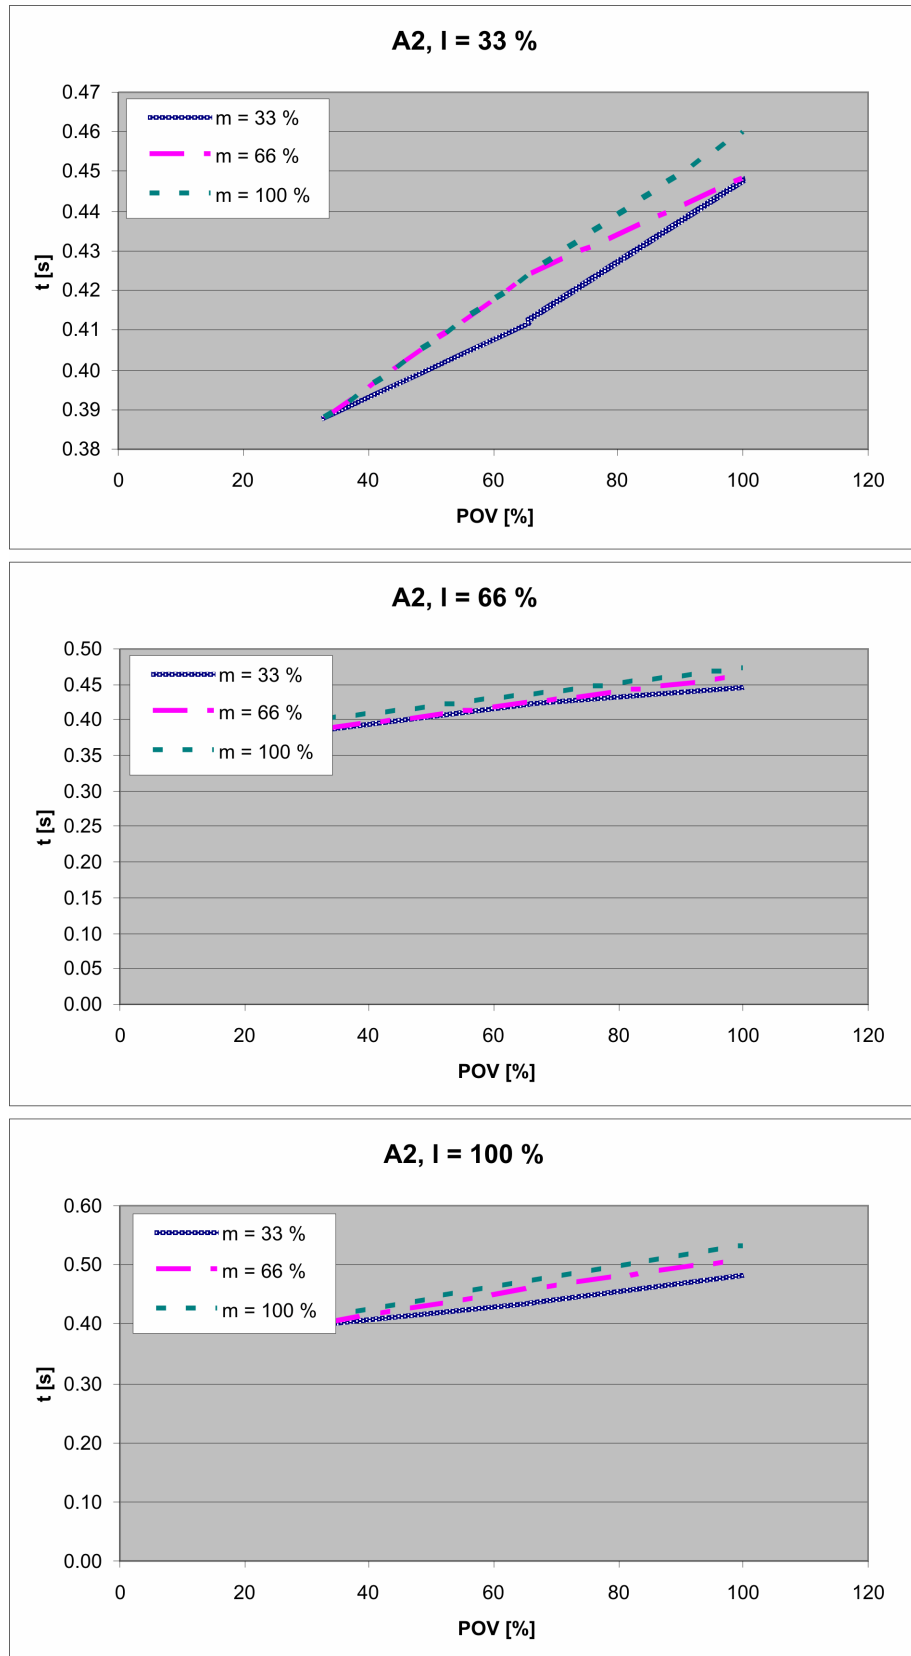 A2, l = 33 %
0.47
0.46
0.45
0.44
0.43
0.42
0.41
0.40
0.39
0.38
t [s]
m = 33 %
m = 66 %
m = 100 %
0 20 40 60 80 100 120
POV [%]
A2, l = 66 %
0.50
0.45
0.40
0.35
0.30
0.25
0.20
0.15
0.10
0.05
0.00
t [s]
m = 33 %
m = 66 %
m = 100 %
0 20 40 60 80 100 120
POV [%]
A2, l = 100 %
0.60
0.50
0.40
0.30
0.20
0.10
0.00
t [s]
m = 33 %
m = 66 %
m = 100 %
0 20 40 60 80 100 120
POV [%]